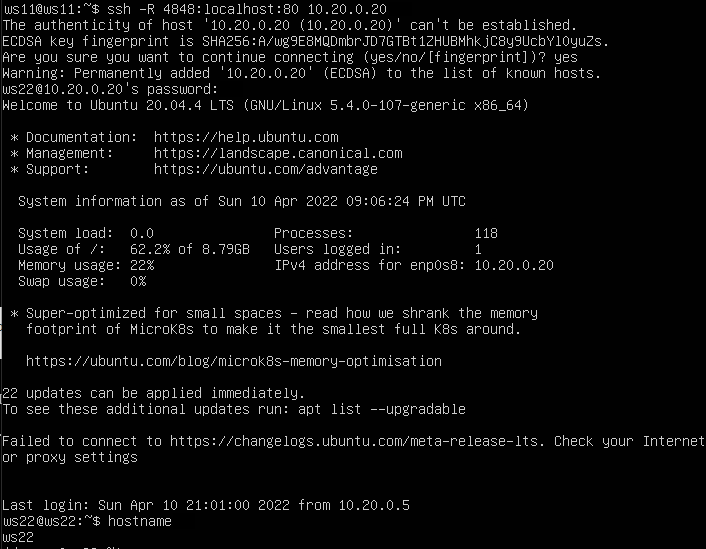 ws11@ws11:~$ ssh -R 4848:localhost:80 10.20.0.20
The authenticity of host '10.20.0.20 (10.20.0.20)' can't be established.
ECDSA key fingerprint is SHA256:A/wg9E8MQDmbrJD7GTBt1ZHUBMhkjC8y9UcbYl0yuZs.
Are you sure you want to continue connecting (yes/no/[fingerprint])? yes
Warning: Permanently added '10.20.0.20' (ECDSA) to the list of known hosts.
ws22@10.20.0.20's password:
Welcome to Ubuntu 20.04.4 LTS (GNU/Linux 5.4.0-107-generic x86_64)
* Documentation:  https://help.ubuntu.com
* Management:     https://landscape.canonical.com
* Support:        https://ubuntu.com/advantage
System information as of Sun 10 Apr 2022 09:06:24 PM UTC
System load:  0.0               Processes:               118
Usage of /:   62.2% of 8.79GB   Users logged in:         1
Memory usage: 22%               IPv4 address for enp0s8: 10.20.0.20
Swap usage:   0%
* Super-optimized for small spaces - read how we shrank the memory
footprint of MicroK8s to make it the smallest full K8s around.
https://ubuntu.com/blog/microk8s-memory-optimisation
22 updates can be applied immediately.
To see these additional updates run: apt list --upgradable
Failed to connect to https://changelogs.ubuntu.com/meta-release-lts. Check your Internet
or proxy settings
Last login: Sun Apr 10 21:01:00 2022 from 10.20.0.5
ws22@ws22:~$ hostname
ws22